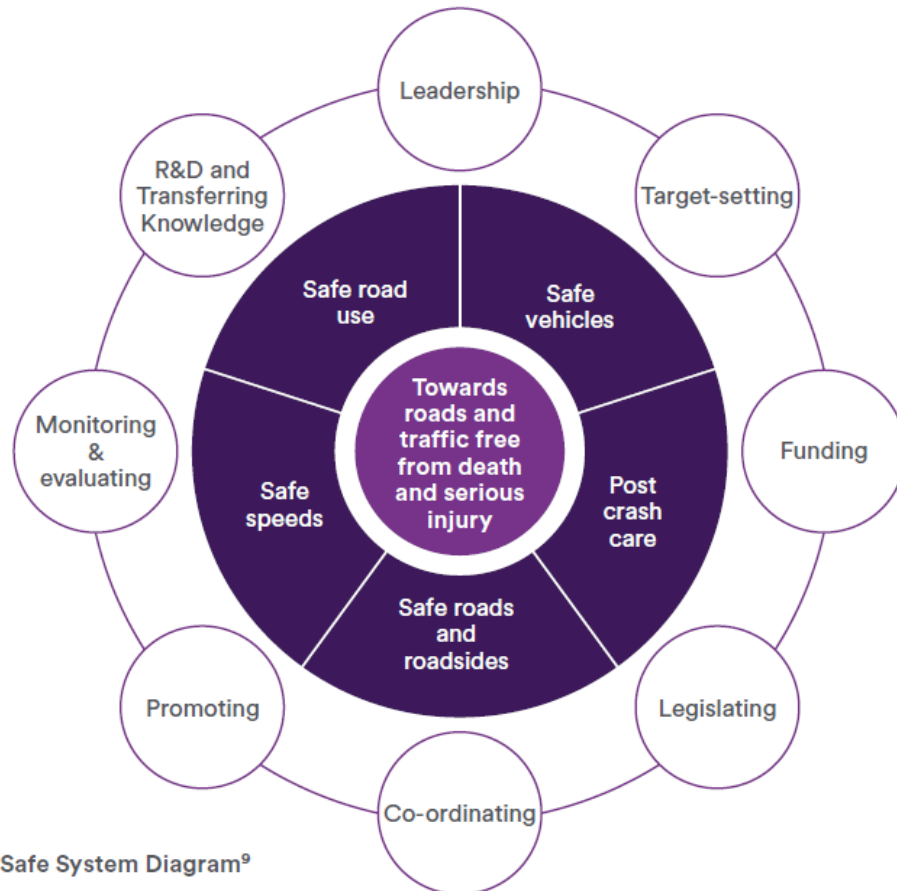 Leadership
R&D and
Transferring
Knowledge
Target-setting
Safe road
use
Safe
vehicles
Towards
roads and
traffic free
from death
and serious
injury
Monitoring
&
evaluating
Funding
Safe
speeds
Post
crash
care
Safe roads
and
roadsides
Promoting
Legislating
Co-ordinating
Safe System Diagram⁹